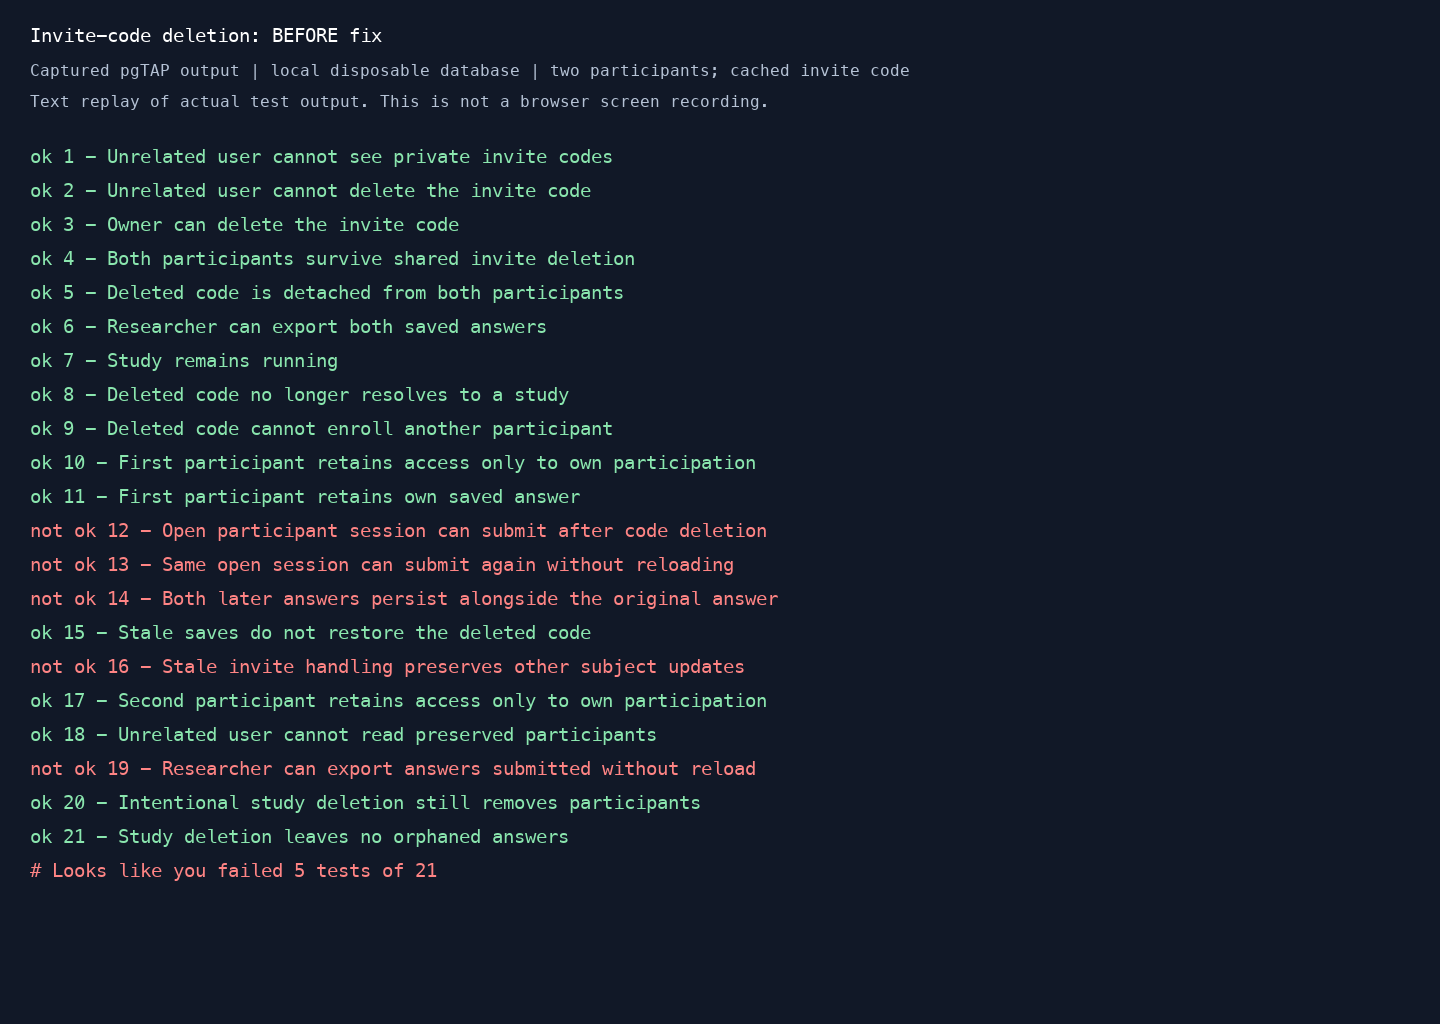 Invite-code deletion: BEFORE fix
Captured pgTAP output | local disposable database | two participants; cached invite code
Text replay of actual test output. This is not a browser screen recording.
ok 1 - Unrelated user cannot see private invite codes
ok 2 - Unrelated user cannot delete the invite code
ok 3 - Owner can delete the invite code
ok 4 - Both participants survive shared invite deletion
ok 5 - Deleted code is detached from both participants
ok 6 - Researcher can export both saved answers
ok 7 - Study remains running
ok 8 - Deleted code no longer resolves to a study
ok 9 - Deleted code cannot enroll another participant
ok 10 - First participant retains access only to own participation
ok 11 - First participant retains own saved answer
not ok 12 - Open participant session can submit after code deletion
not ok 13 - Same open session can submit again without reloading
not ok 14 - Both later answers persist alongside the original answer
ok 15 - Stale saves do not restore the deleted code
not ok 16 - Stale invite handling preserves other subject updates
ok 17 - Second participant retains access only to own participation
ok 18 - Unrelated user cannot read preserved participants
not ok 19 - Researcher can export answers submitted without reload
ok 20 - Intentional study deletion still removes participants
ok 21 - Study deletion leaves no orphaned answers
# Looks like you failed 5 tests of 21